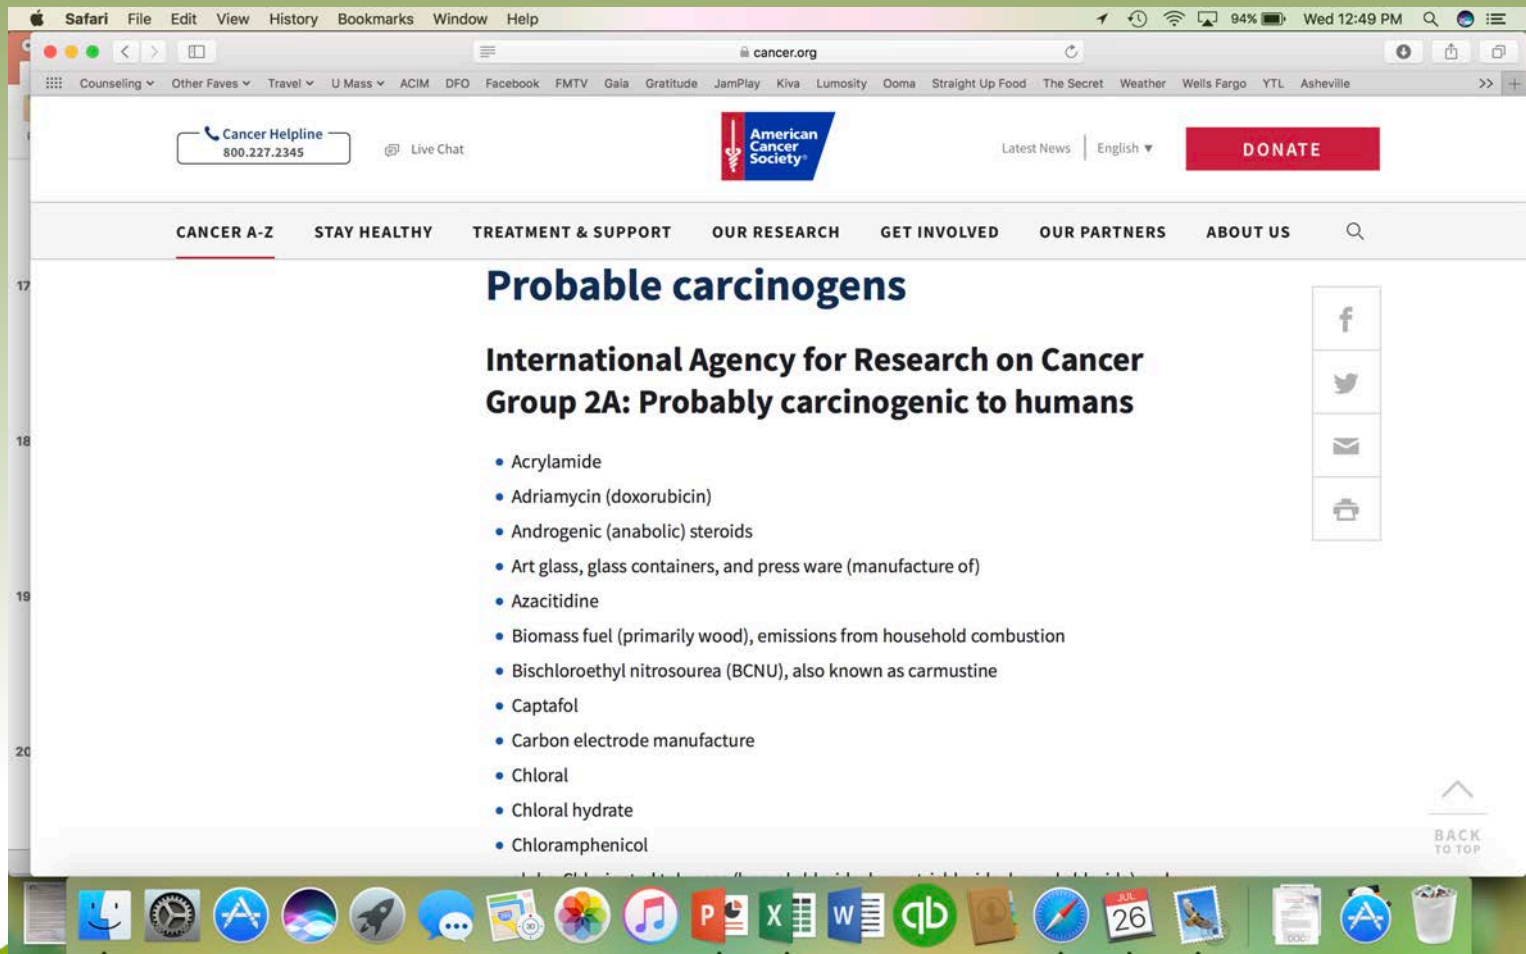 Safari File Edit View History Bookmarks Window Help 94% Wed 12:49 PM
cancer.org
Counseling Other Faves Travel U Mass ACIM DFO Facebook FMTV Gaia Gratitude JamPlay Kiva Lumosity Ooma Straight Up Food The Secret Weather Wells Fargo YTL Asheville >>
Cancer Helpline
800.227.2345
Live Chat
American
Cancer
Society®
Latest News English
DONATE
CANCER A-Z STAY HEALTHY TREATMENT & SUPPORT OUR RESEARCH GET INVOLVED OUR PARTNERS ABOUT US
Probable carcinogens
International Agency for Research on Cancer
Group 2A: Probably carcinogenic to humans
• Acrylamide
• Adriamycin (doxorubicin)
• Androgenic (anabolic) steroids
• Art glass, glass containers, and press ware (manufacture of)
• Azacitidine
• Biomass fuel (primarily wood), emissions from household combustion
• Bischloroethyl nitrosourea (BCNU), also known as carmustine
• Captafol
• Carbon electrode manufacture
• Chloral
• Chloral hydrate
• Chloramphenicol
17
18
19
20
BACK
TO TOP
P X W qb
JUL
26